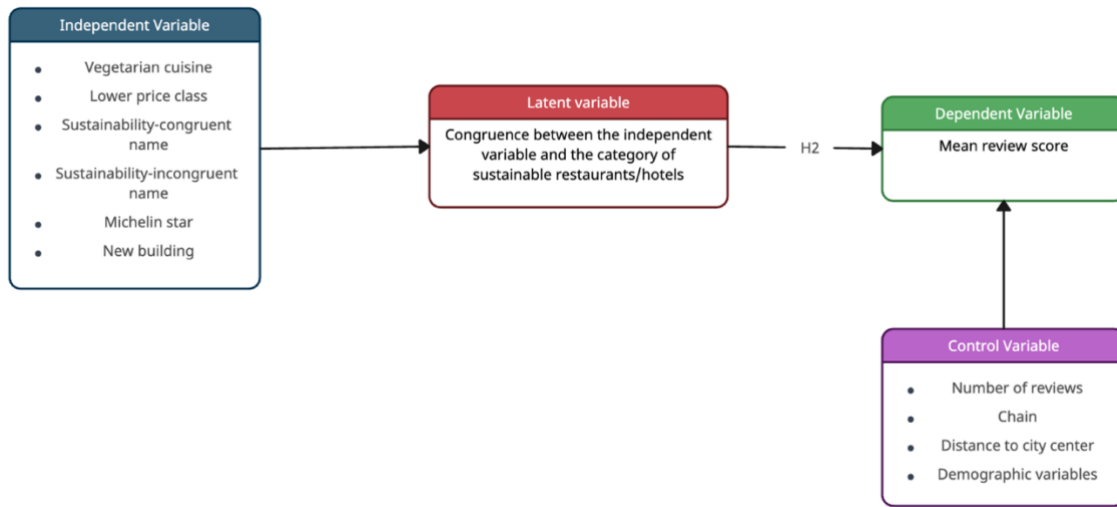 Independent Variable
• Vegetarian cuisine
• Lower price class
• Sustainability-congruent
name
• Sustainability-incongruent
name
• Michelin star
• New building
Latent variable
Congruence between the independent
variable and the category of
sustainable restaurants/hotels
H2
Dependent Variable
Mean review score
Control Variable
• Number of reviews
• Chain
• Distance to city center
• Demographic variables